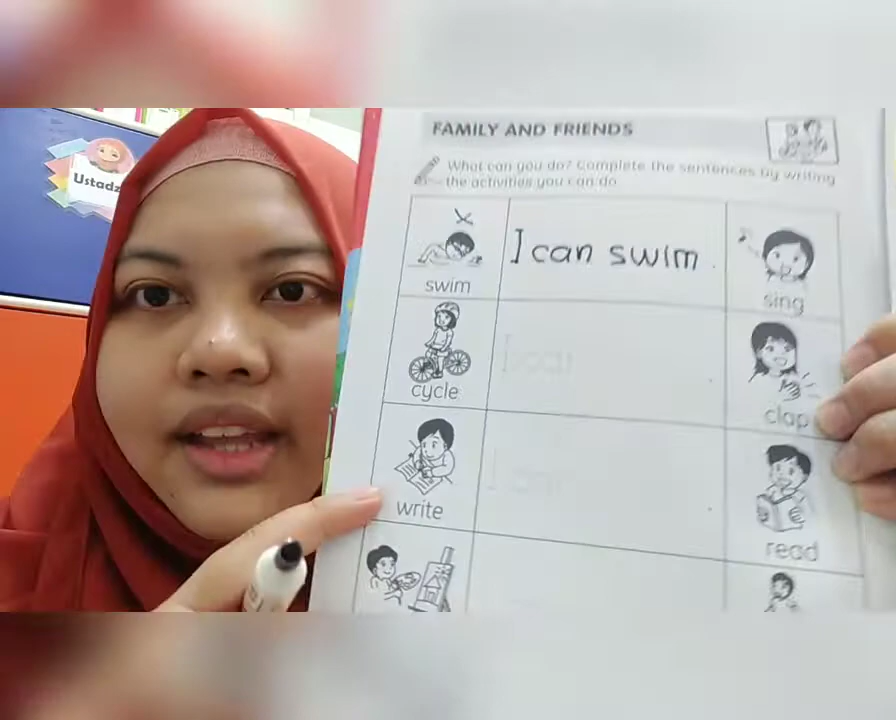 Ustadz
FAMILY AND FRIENDS
What can you do? Complete the sentences by writing
the activities you can do
swim
I can swim
sing
cycle
I can
clap
write
I can
read